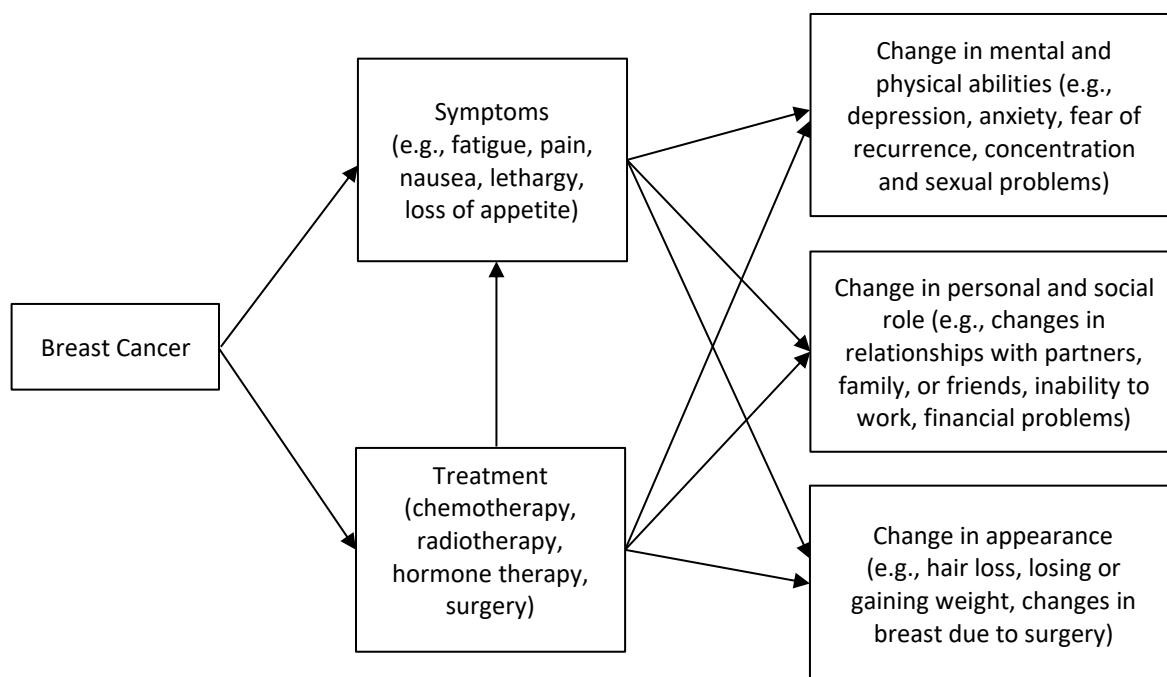 Breast Cancer
Symptoms
(e.g., fatigue, pain,
nausea, lethargy,
loss of appetite)
Treatment
(chemotherapy,
radiotherapy,
hormone therapy,
surgery)
Change in mental and
physical abilities (e.g.,
depression, anxiety, fear of
recurrence, concentration
and sexual problems)
Change in personal and social
role (e.g., changes in
relationships with partners,
family, or friends, inability to
work, financial problems)
Change in appearance
(e.g., hair loss, losing or
gaining weight, changes in
breast due to surgery)